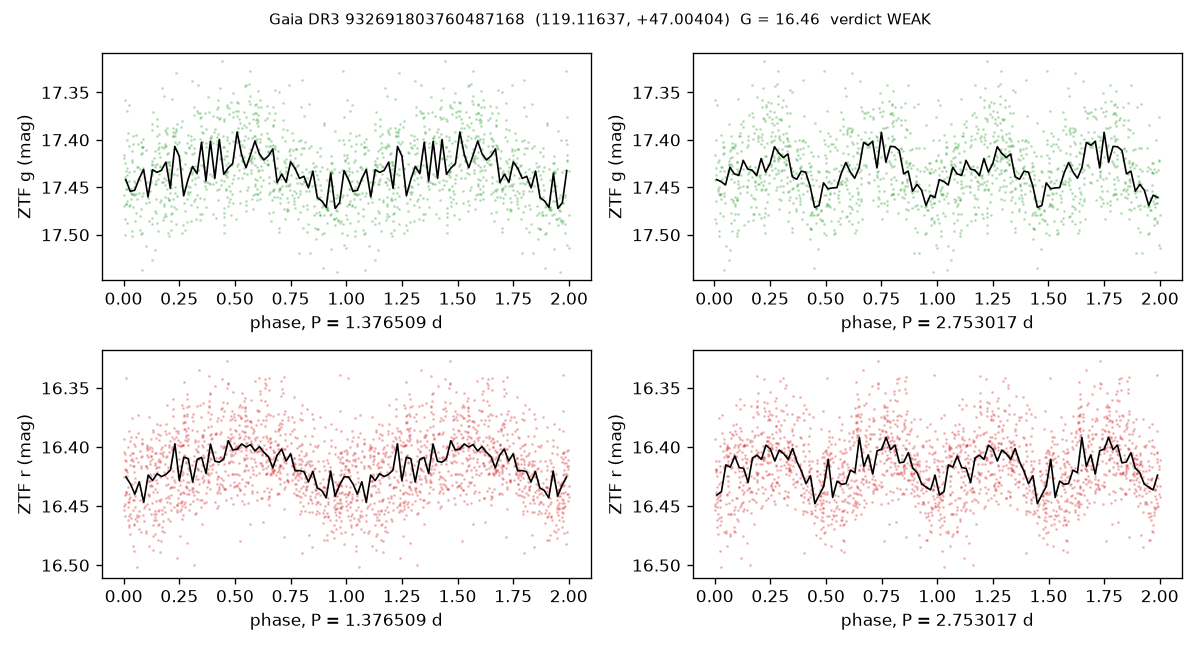 Gaia DR3 932691803760487168  (119.11637, +47.00404)  G = 16.46  verdict WEAK
ZTF g (mag)
17.35
17.40
17.45
17.50
0.00 0.25 0.50 0.75 1.00 1.25 1.50 1.75 2.00
phase, P = 1.376509 d
ZTF g (mag)
17.35
17.40
17.45
17.50
0.00 0.25 0.50 0.75 1.00 1.25 1.50 1.75 2.00
phase, P = 2.753017 d
ZTF r (mag)
16.35
16.40
16.45
16.50
0.00 0.25 0.50 0.75 1.00 1.25 1.50 1.75 2.00
phase, P = 1.376509 d
ZTF r (mag)
16.35
16.40
16.45
16.50
0.00 0.25 0.50 0.75 1.00 1.25 1.50 1.75 2.00
phase, P = 2.753017 d